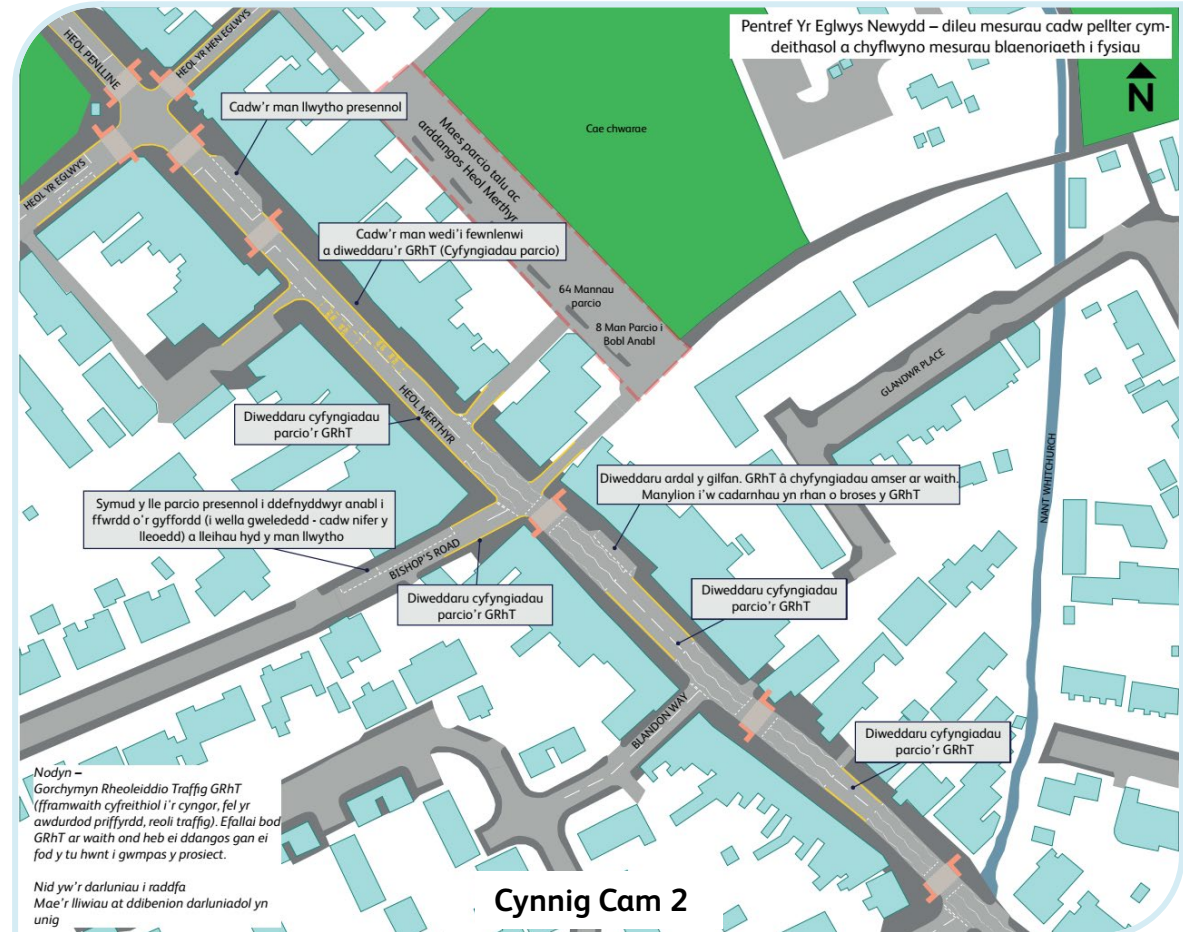 Pentref Yr Eglwys Newydd – dileu mesurau cadw pellter cym-
deithasol a chyflwyno mesurau blaenoriaeth i fysiau
N
HEOL PENLLINE
HEOL YR HEN EGLWYS
HEOL YR EGLWYS
Cadw'r man llwytho presennol
Maes parcio talu ac
arddangos Heol Merthyr
Cae chwarae
Cadw'r man wedi'i fewnlenwi
a diweddaru'r GRhT (Cyfyngiadau parcio)
64 Mannau
parcio
8 Man Parcio i
Bobl Anabl
GLANDWR PLACE
NANT WHITCHURCH
HEOL MERTHYR
Diweddaru cyfyngiadau
parcio'r GRhT
Diweddaru ardal y gilfan. GRhT â chyfyngiadau amser ar waith.
Manylion i'w cadarnhau yn rhan o broses y GRhT
Symud y lle parcio presennol i ddefnyddwyr anabl i
ffwrdd o'r gyffordd (i wella gwelededd - cadw nifer y
lleoedd) a lleihau hyd y man llwytho
BISHOP'S ROAD
Diweddaru cyfyngiadau
parcio'r GRhT
Diweddaru cyfyngiadau
parcio'r GRhT
BLANDON WAY
Diweddaru cyfyngiadau
parcio'r GRhT
Nodyn –
Gorchymyn Rheoleiddio Traffig GRhT
(fframwaith cyfreithiol i'r cyngor, fel yr
awdurdod priffyrdd, reoli traffig). Efallai bod
GRhT ar waith ond heb ei ddangos gan ei
fod y tu hwnt i gwmpas y prosiect.
Nid yw'r darluniau i raddfa
Mae'r lliwiau at ddibenion darluniadol yn
unig
Cynnig Cam 2